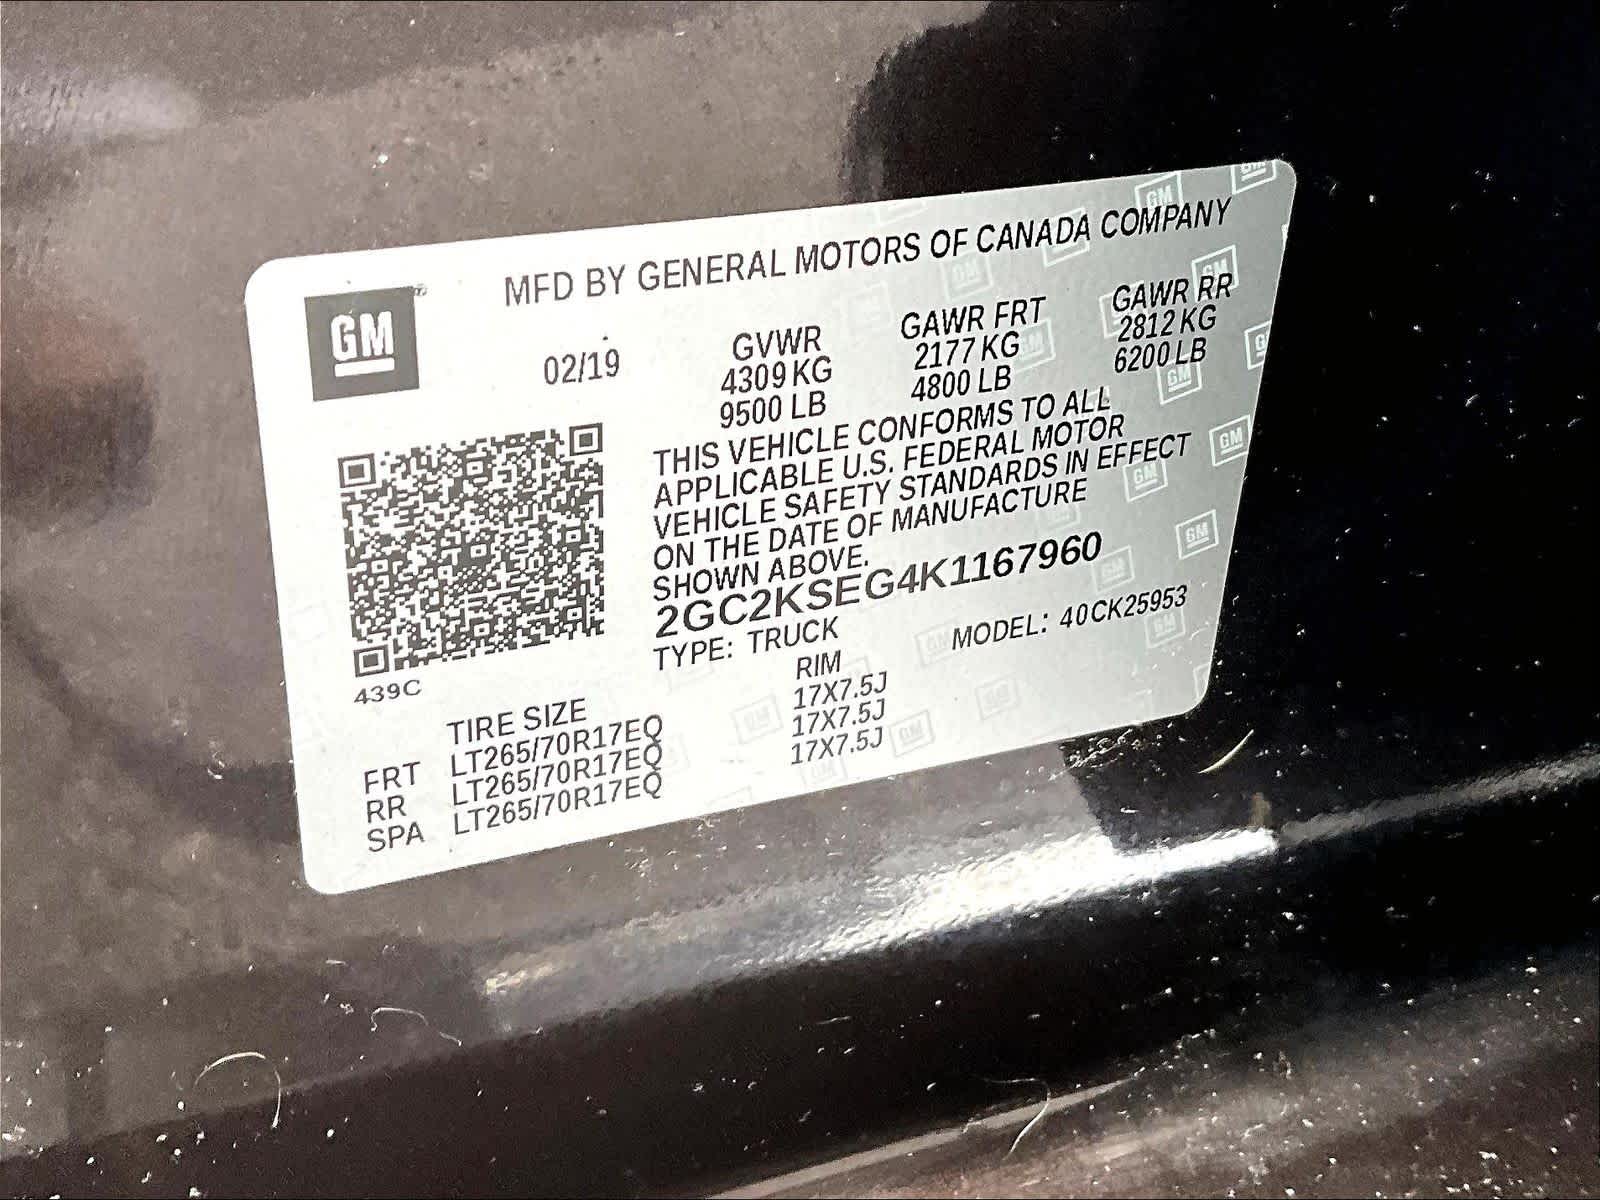 GM
MFD BY GENERAL MOTORS OF CANADA COMPANY
02/19
GVWR GAWR FRT GAWR RR
4309 KG 2177 KG 2812 KG
9500 LB 4800 LB 6200 LB
THIS VEHICLE CONFORMS TO ALL
APPLICABLE U.S. FEDERAL MOTOR
VEHICLE SAFETY STANDARDS IN EFFECT
ON THE DATE OF MANUFACTURE
SHOWN ABOVE.
2GC2KSEG4K1167960
TYPE: TRUCK MODEL: 40CK25953
439C
TIRE SIZE RIM
FRT LT265/70R17EQ 17X7.5J
RR LT265/70R17EQ 17X7.5J
SPA LT265/70R17EQ 17X7.5J